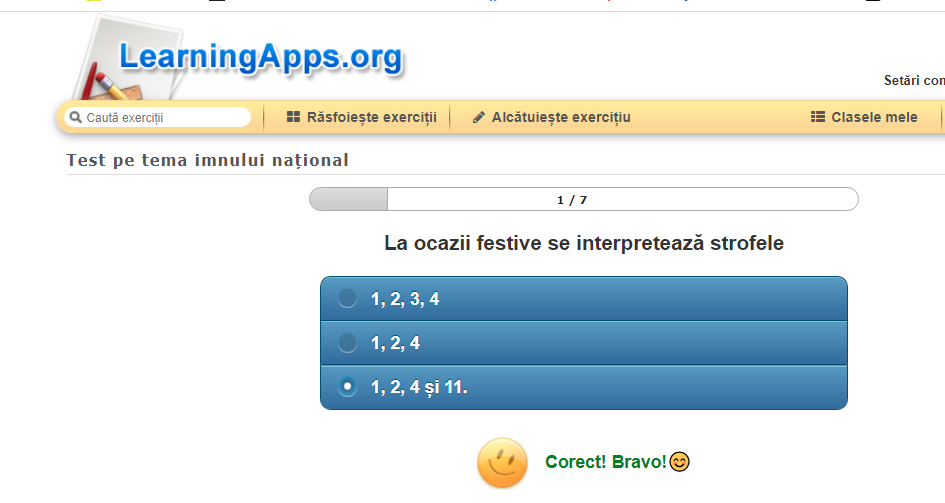 LearningApps.org
Setări con
Caută exerciții
Răsfoiește exerciții
Alcătuiește exercițiu
Clasele mele
Test pe tema imnului național
1 / 7
La ocazii festive se interpretează strofele
1, 2, 3, 4
1, 2, 4
1, 2, 4 și 11.
Corect! Bravo!😊